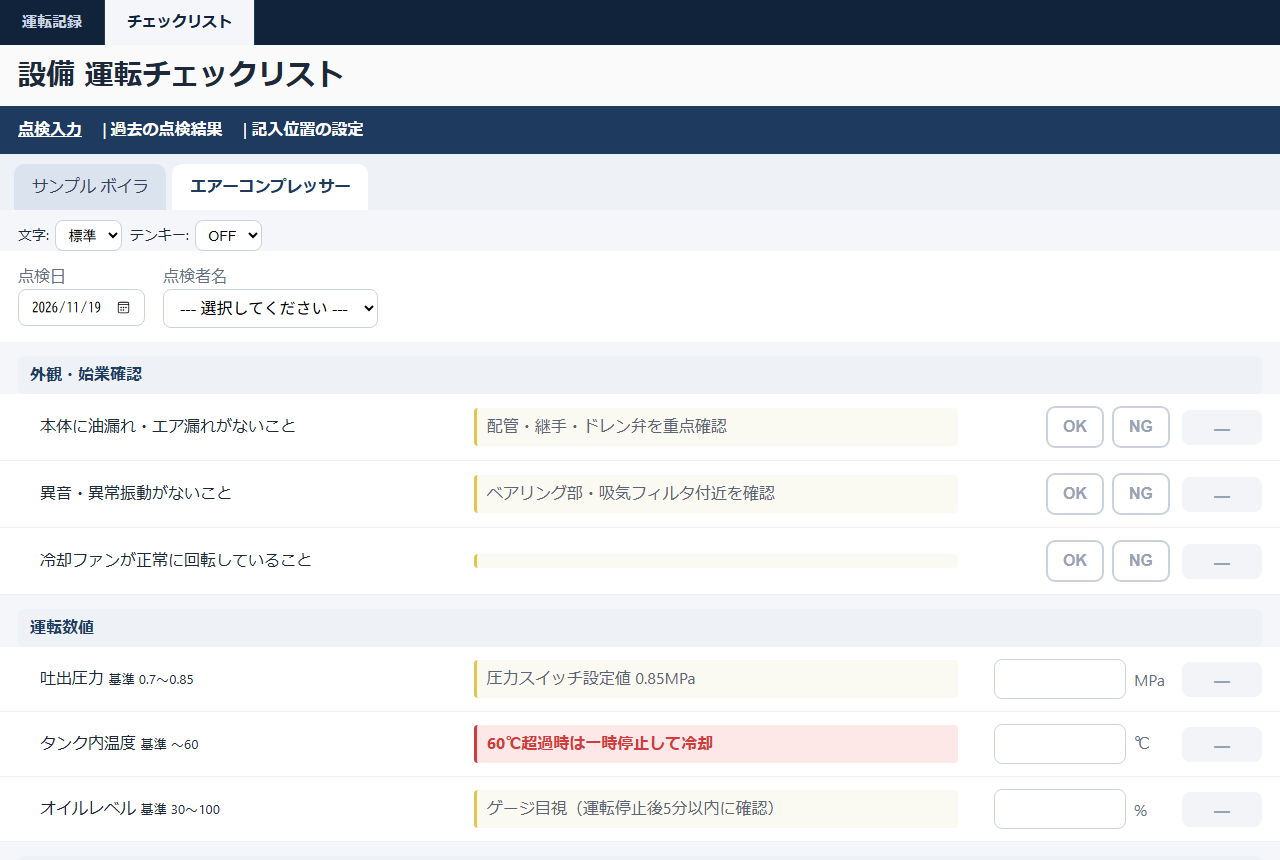 運転記録 チェックリスト
設備 運転チェックリスト
点検入力 | 過去の点検結果 | 記入位置の設定
サンプル ボイラ エアーコンプレッサー
文字: 標準 テンキー: OFF
点検日 点検者名
2026/11/19 --- 選択してください ---
外観・始業確認
本体に油漏れ・エア漏れがないこと 配管・継手・ドレン弁を重点確認 OK NG —
異音・異常振動がないこと ベアリング部・吸気フィルタ付近を確認 OK NG —
冷却ファンが正常に回転していること OK NG —
運転数値
吐出圧力 基準 0.7〜0.85 圧力スイッチ設定値 0.85MPa MPa —
タンク内温度 基準 〜60 60℃超過時は一時停止して冷却 ℃ —
オイルレベル 基準 30〜100 ゲージ目視（運転停止後5分以内に確認） % —